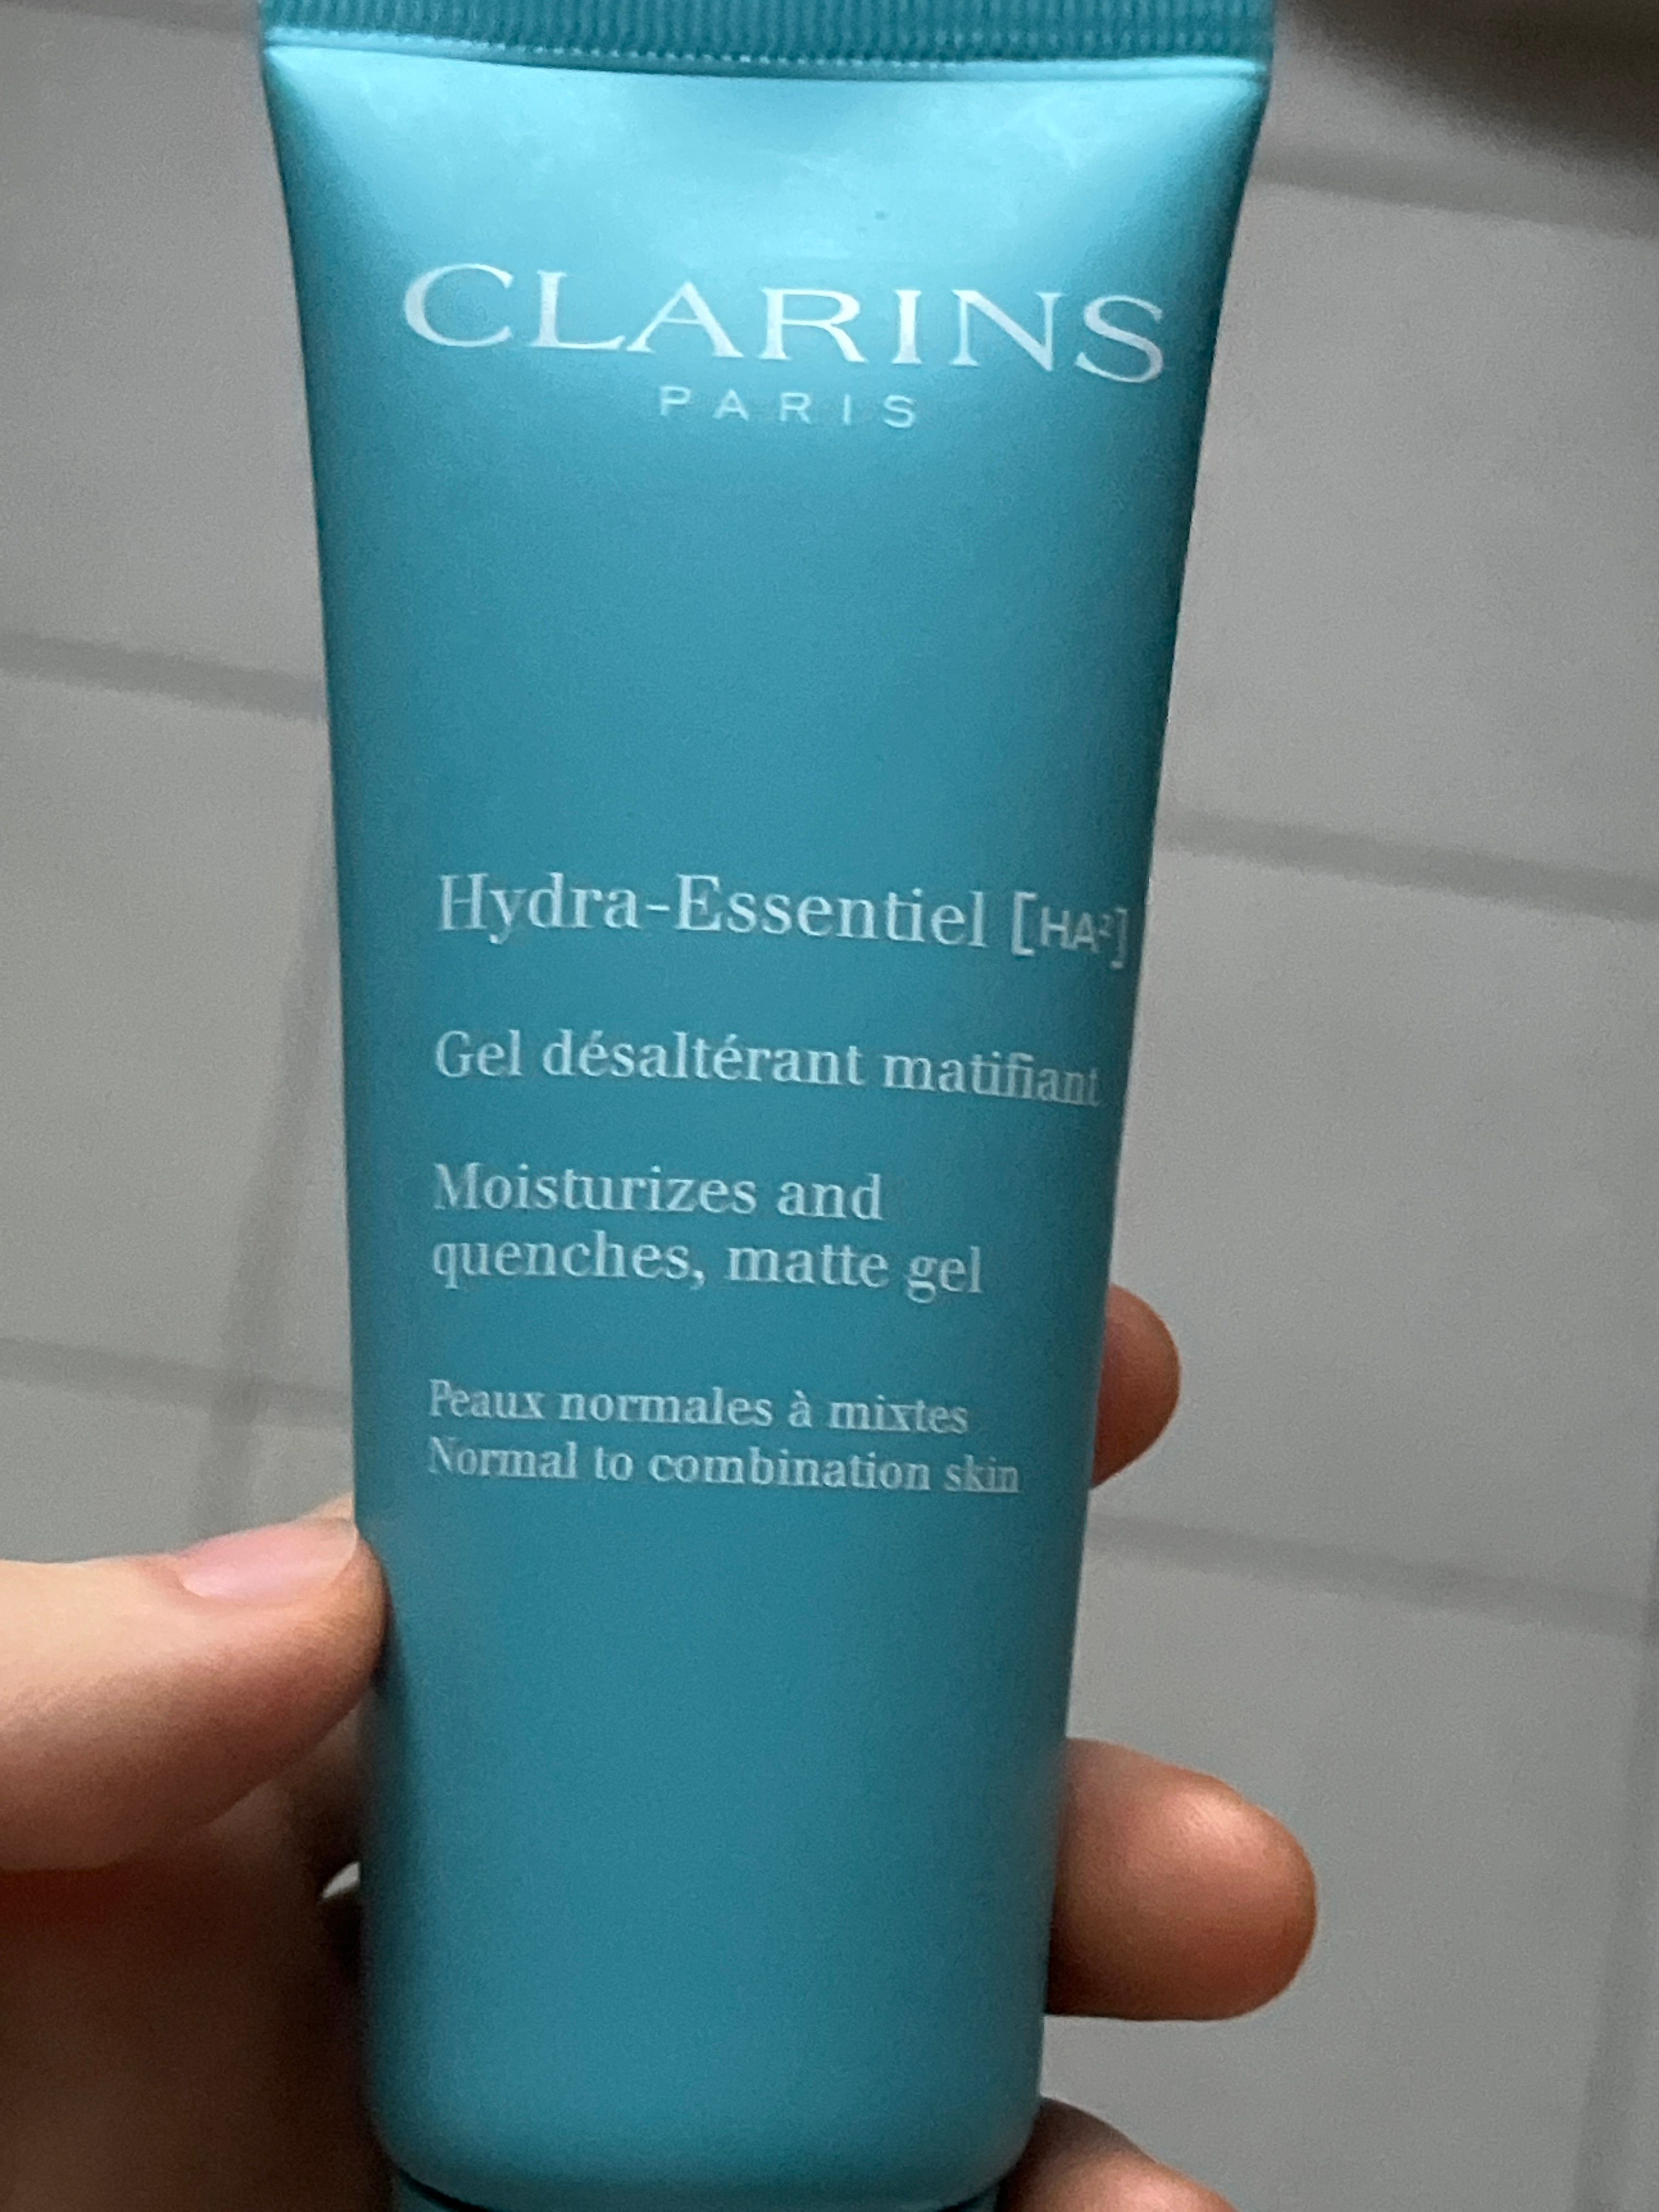 CLARINS
PARIS
Hydra-Essentiel [HA²]
Gel désaltérant matifiant
Moisturizes and
quenches, matte gel
Peaux normales à mixtes
Normal to combination skin